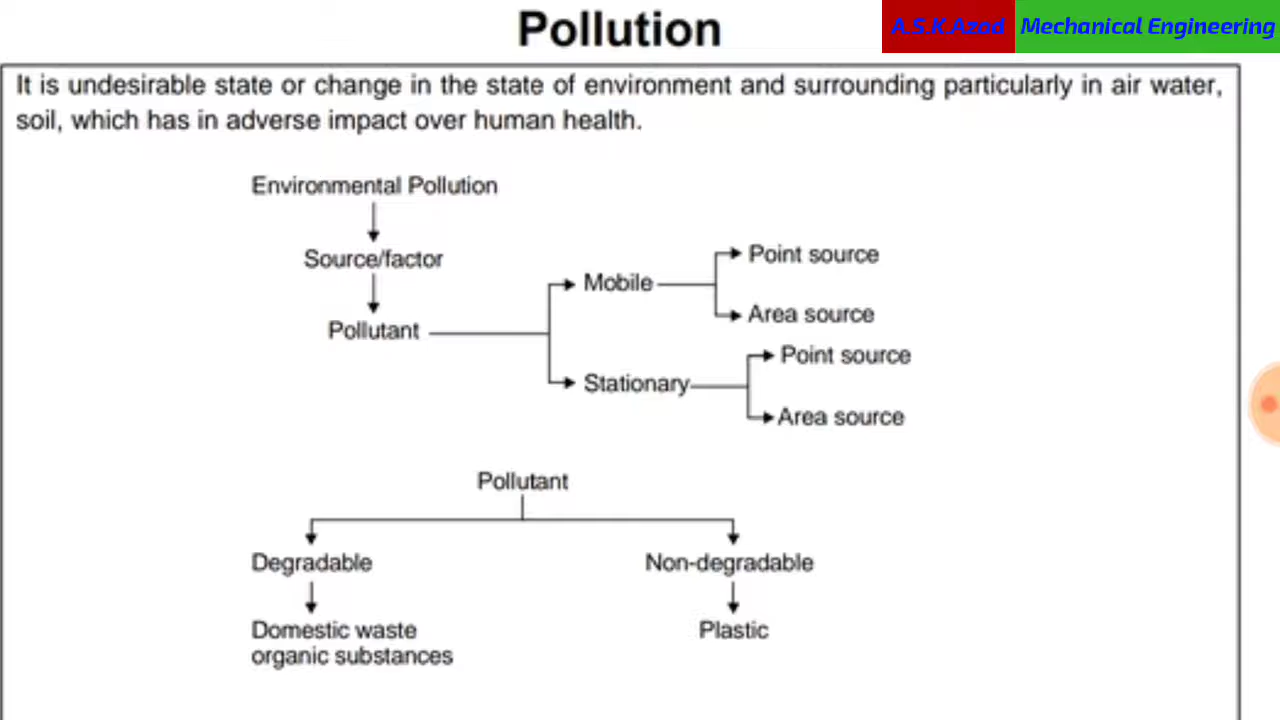 Pollution
A.S.K.Azad Mechanical Engineering
It is undesirable state or change in the state of environment and surrounding particularly in air water,
soil, which has in adverse impact over human health.
Environmental Pollution
Source/factor
Pollutant
Mobile
Point source
Area source
Stationary
Point source
Area source
Pollutant
Degradable
Non-degradable
Domestic waste
organic substances
Plastic